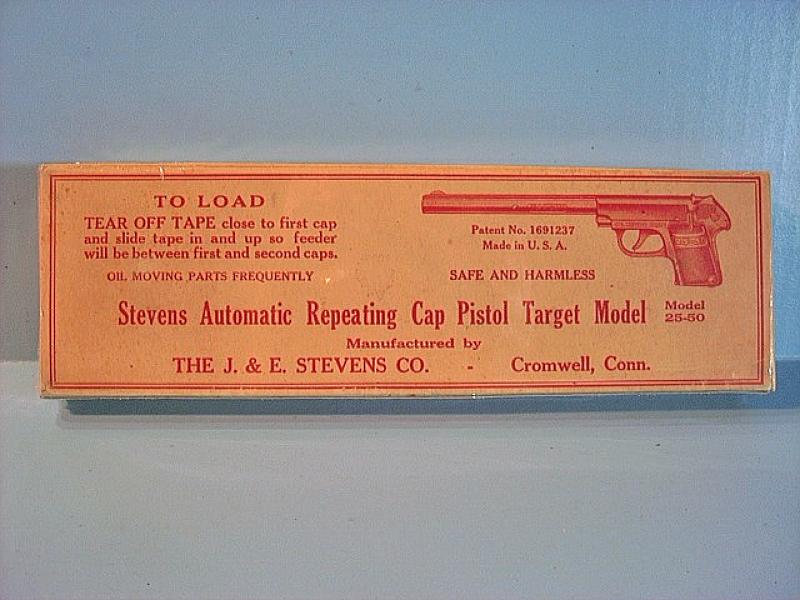 TO LOAD
TEAR OFF TAPE close to first cap
and slide tape in and up so feeder
will be between first and second caps.
OIL MOVING PARTS FREQUENTLY
Patent No. 1691237
Made in U. S. A.
SAFE AND HARMLESS
Stevens Automatic Repeating Cap Pistol Target Model
Model
25-50
Manufactured by
THE J. & E. STEVENS CO. - Cromwell, Conn.